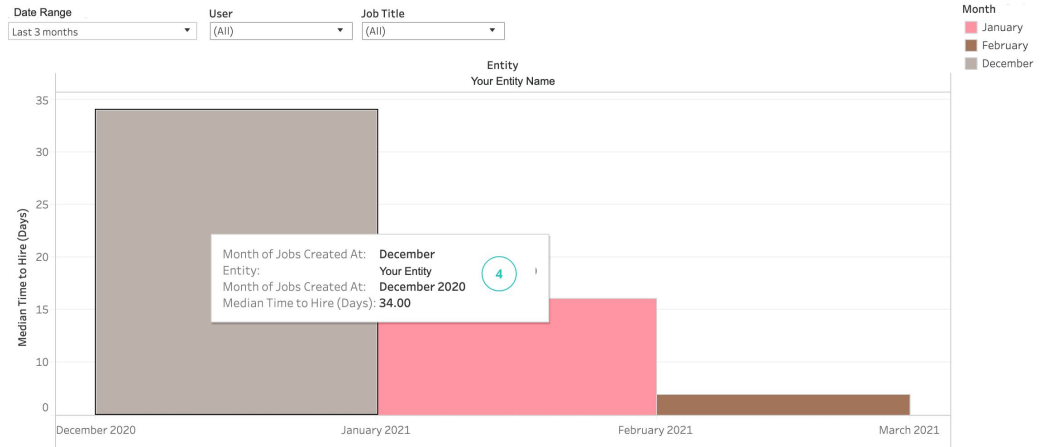 Date Range
User
Job Title
Last 3 months
(All)
(All)
Month
January
February
December
Entity
Your Entity Name
Median Time to Hire (Days)
35
30
25
20
15
10
0
Month of Jobs Created At: December
Entity: Your Entity
Month of Jobs Created At: December 2020
Median Time to Hire (Days): 34.00
4
December 2020
January 2021
February 2021
March 2021